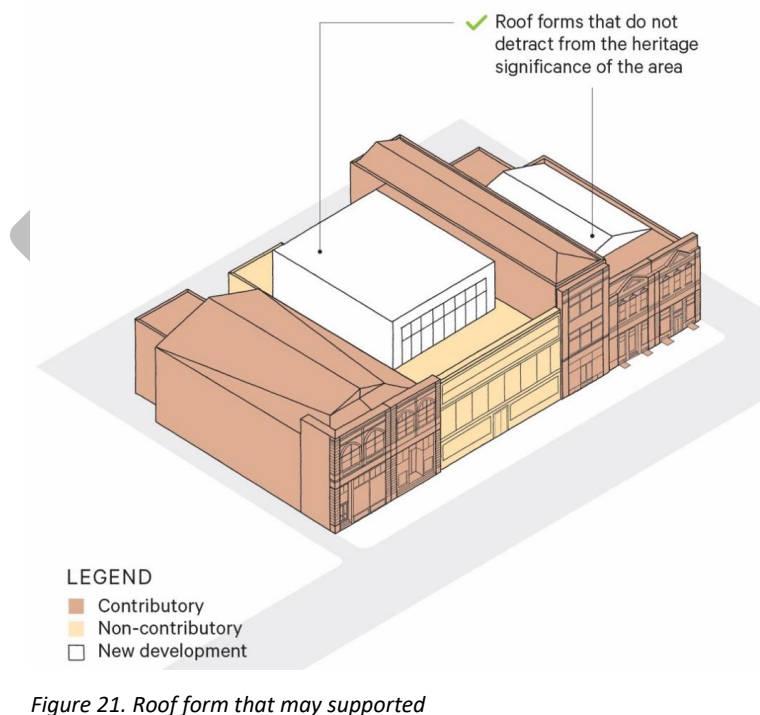 Roof forms that do not
detract from the heritage
significance of the area
LEGEND
Contributory
Non-contributory
New development
Figure 21. Roof form that may supported